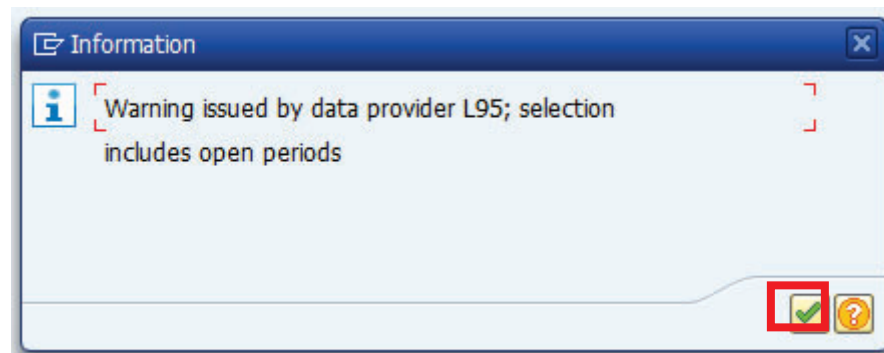 Information
Warning issued by data provider L95; selection
includes open periods